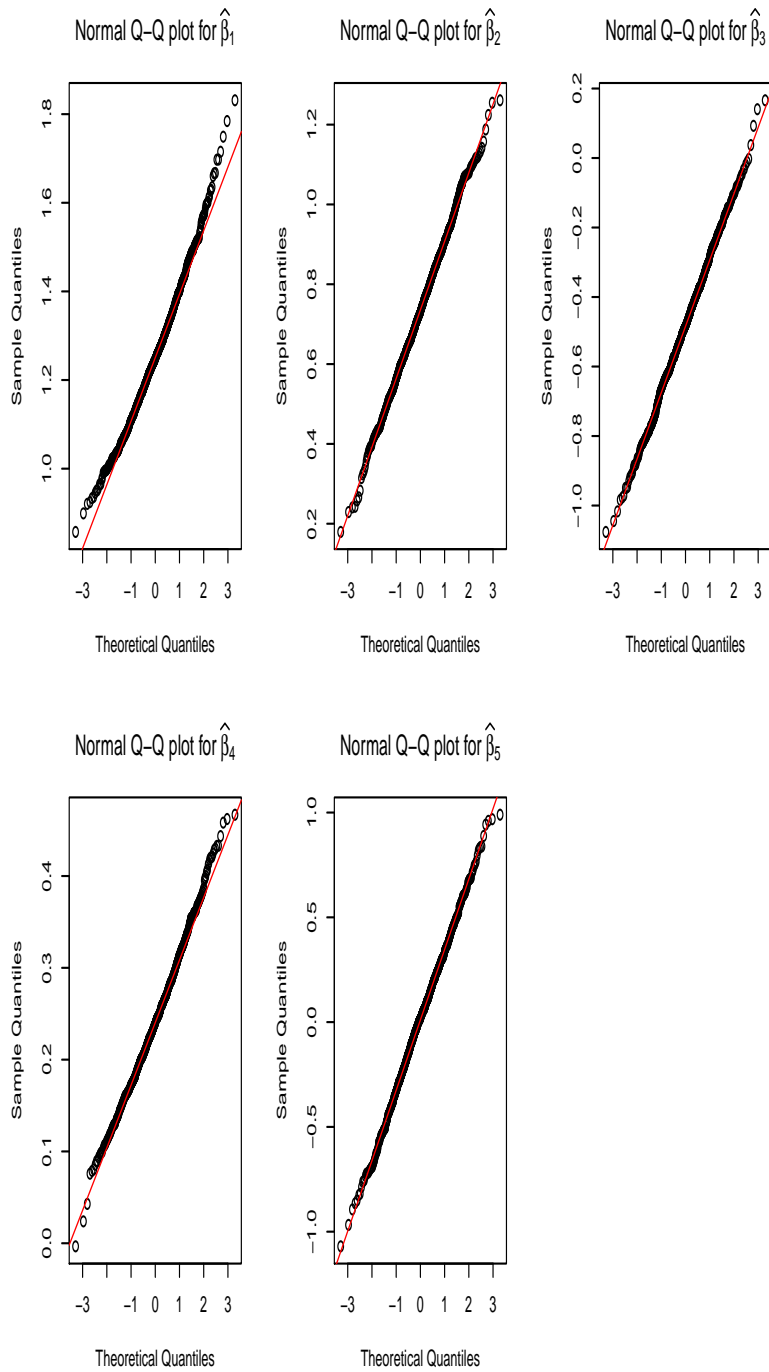 Normal Q−Q plot for β̂1
Normal Q−Q plot for β̂2
Normal Q−Q plot for β̂3
Sample Quantiles
1.0 1.2 1.4 1.6 1.8
−3 −1 0 1 2 3
Theoretical Quantiles
Sample Quantiles
0.2 0.4 0.6 0.8 1.0 1.2
−3 −1 0 1 2 3
Theoretical Quantiles
Sample Quantiles
−1.0 −0.8 −0.6 −0.4 −0.2 0.0 0.2
−3 −1 0 1 2 3
Theoretical Quantiles
Normal Q−Q plot for β̂4
Normal Q−Q plot for β̂5
Sample Quantiles
0.0 0.1 0.2 0.3 0.4
−3 −1 0 1 2 3
Theoretical Quantiles
Sample Quantiles
−1.0 −0.5 0.0 0.5 1.0
−3 −1 0 1 2 3
Theoretical Quantiles